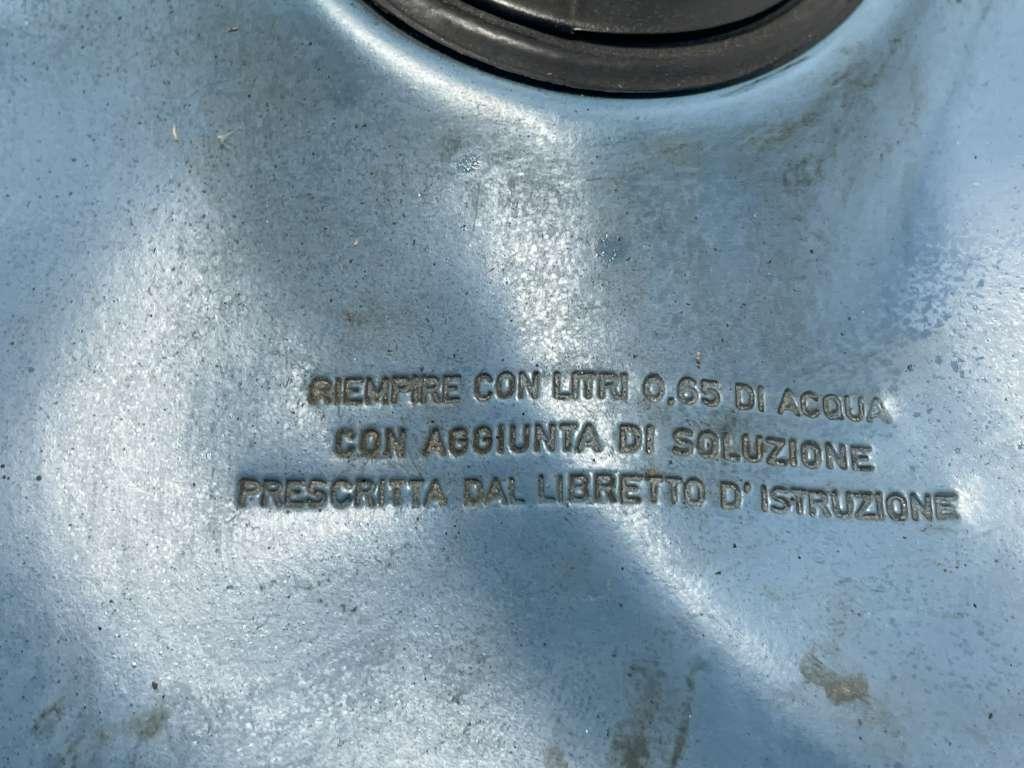 RIEMPIRE CON LITRI 0.65 DI ACQUA
CON AGGIUNTA DI SOLUZIONE
PRESCRITTA DAL LIBRETTO D'ISTRUZIONE